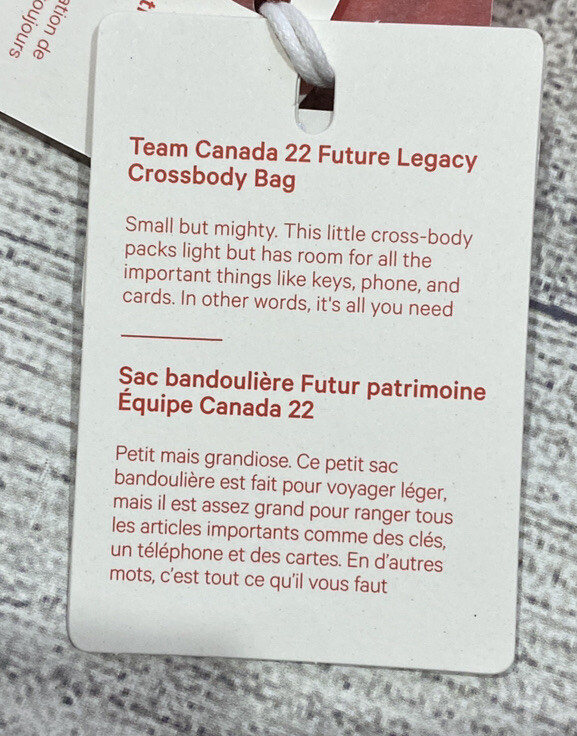 ation de
oujours
Team Canada 22 Future Legacy
Crossbody Bag
Small but mighty. This little cross-body
packs light but has room for all the
important things like keys, phone, and
cards. In other words, it's all you need
Sac bandoulière Futur patrimoine
Équipe Canada 22
Petit mais grandiose. Ce petit sac
bandoulière est fait pour voyager léger,
mais il est assez grand pour ranger tous
les articles importants comme des clés,
un téléphone et des cartes. En d'autres
mots, c'est tout ce qu'il vous faut